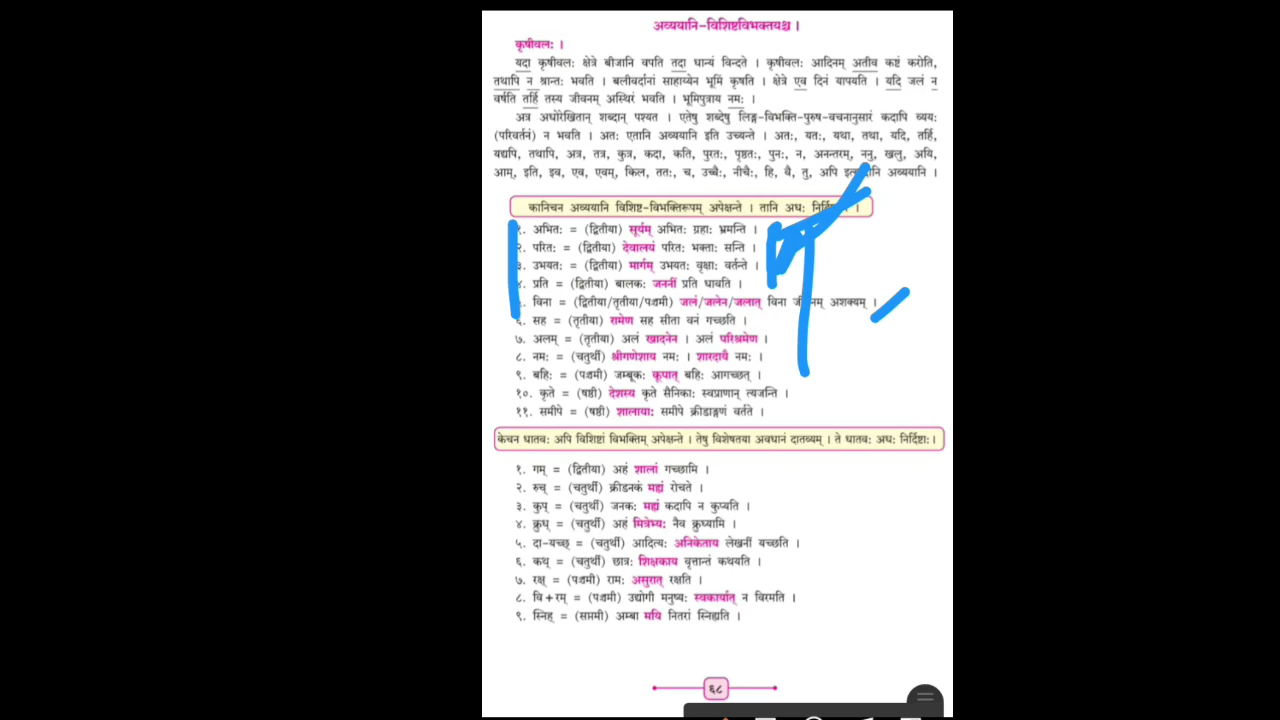 अव्ययानि-विशिष्टविभक्तयश्च ।
कृषीवलः ।
यदा कृषीवलः क्षेत्रे बीजानि वपति तदा धान्यं विन्दते । कृषीवलः आदिनम् अतीव कष्टं करोति,
तथापि न श्रान्तः भवति । बलीवर्दानां साहाय्येन भूमिं कृषति । क्षेत्रे एव दिनं यापयति । यदि जलं न
वर्षति तर्हि तस्य जीवनम् अस्थिरं भवति । भूमिपुत्राय नमः ।
अत्र अधोरेखितान् शब्दान् पश्यत । एतेषु शब्देषु लिङ्ग-विभक्ति-पुरुष-वचनानुसारं कदापि व्ययः
(परिवर्तनं) न भवति । अतः एतानि अव्ययानि इति उच्यन्ते । अतः, यतः, यथा, तथा, यदि, तर्हि,
यद्यपि, तथापि, अत्र, तत्र, कुत्र, कदा, कति, पुरतः, पृष्ठतः, पुनः, न, अनन्तरम्, ननु, खलु, अयि,
आम्, इति, इव, एव, एवम्, किल, ततः, च, उच्चैः, नीचैः, हि, वै, तु, अपि अव्ययानि ।
कानिचन अव्ययानि विशिष्ट-विभक्तिरूपम् अपेक्षन्ते । तानि अधः ।
१. अभितः = (द्वितीया) सूर्यम् अभितः ग्रहाः भ्रमन्ति ।
२. परितः = (द्वितीया) देवालयं परितः भक्ताः सन्ति ।
३. उभयतः = (द्वितीया) मार्गम् उभयतः वृक्षाः वर्तन्ते ।
४. प्रति = (द्वितीया) बालकः जननीं प्रति धावति ।
५. विना = (द्वितीया/तृतीया/पञ्चमी) जलं/जलेन/जलात् विना जीवनम् अशक्यम् ।
६. सह = (तृतीया) रामेण सह सीता वनं गच्छति ।
७. अलम् = (तृतीया) अलं खादनेन । अलं परिश्रमेण ।
८. नमः = (चतुर्थी) श्रीगणेशाय नमः । शारदायै नमः ।
९. बहिः = (पञ्चमी) जम्बूकः कूपात् बहिः आगच्छत् ।
१०. कृते = (षष्ठी) देशस्य कृते सैनिकाः स्वप्राणान् त्यजन्ति ।
११. समीपे = (षष्ठी) शालायाः समीपे क्रीडाङ्गणं वर्तते ।
केचन धातवः अपि विशिष्टां विभक्तिम् अपेक्षन्ते । तेषु विशेषतया अवधानं दातव्यम् । ते धातवः अधः निर्दिष्टाः ।
१. गम् = (द्वितीया) अहं शालां गच्छामि ।
२. रुच् = (चतुर्थी) क्रीडनकं मह्यं रोचते ।
३. कुप् = (चतुर्थी) जनकः मह्यं कदापि न कुप्यति ।
४. क्रुध् = (चतुर्थी) अहं मित्रेभ्यः नैव क्रुध्यामि ।
५. दा-यच्छ् = (चतुर्थी) आदित्यः अनिकेताय लेखनीं यच्छति ।
६. कथ् = (चतुर्थी) छात्रः शिक्षकाय वृत्तान्तं कथयति ।
७. रक्ष् = (पञ्चमी) रामः असुरात् रक्षति ।
८. वि+रम् = (पञ्चमी) उद्योगी मनुष्यः स्वकार्यात् न विरमति ।
९. स्निह् = (सप्तमी) अम्बा मयि नितरां स्निह्यति ।
६८